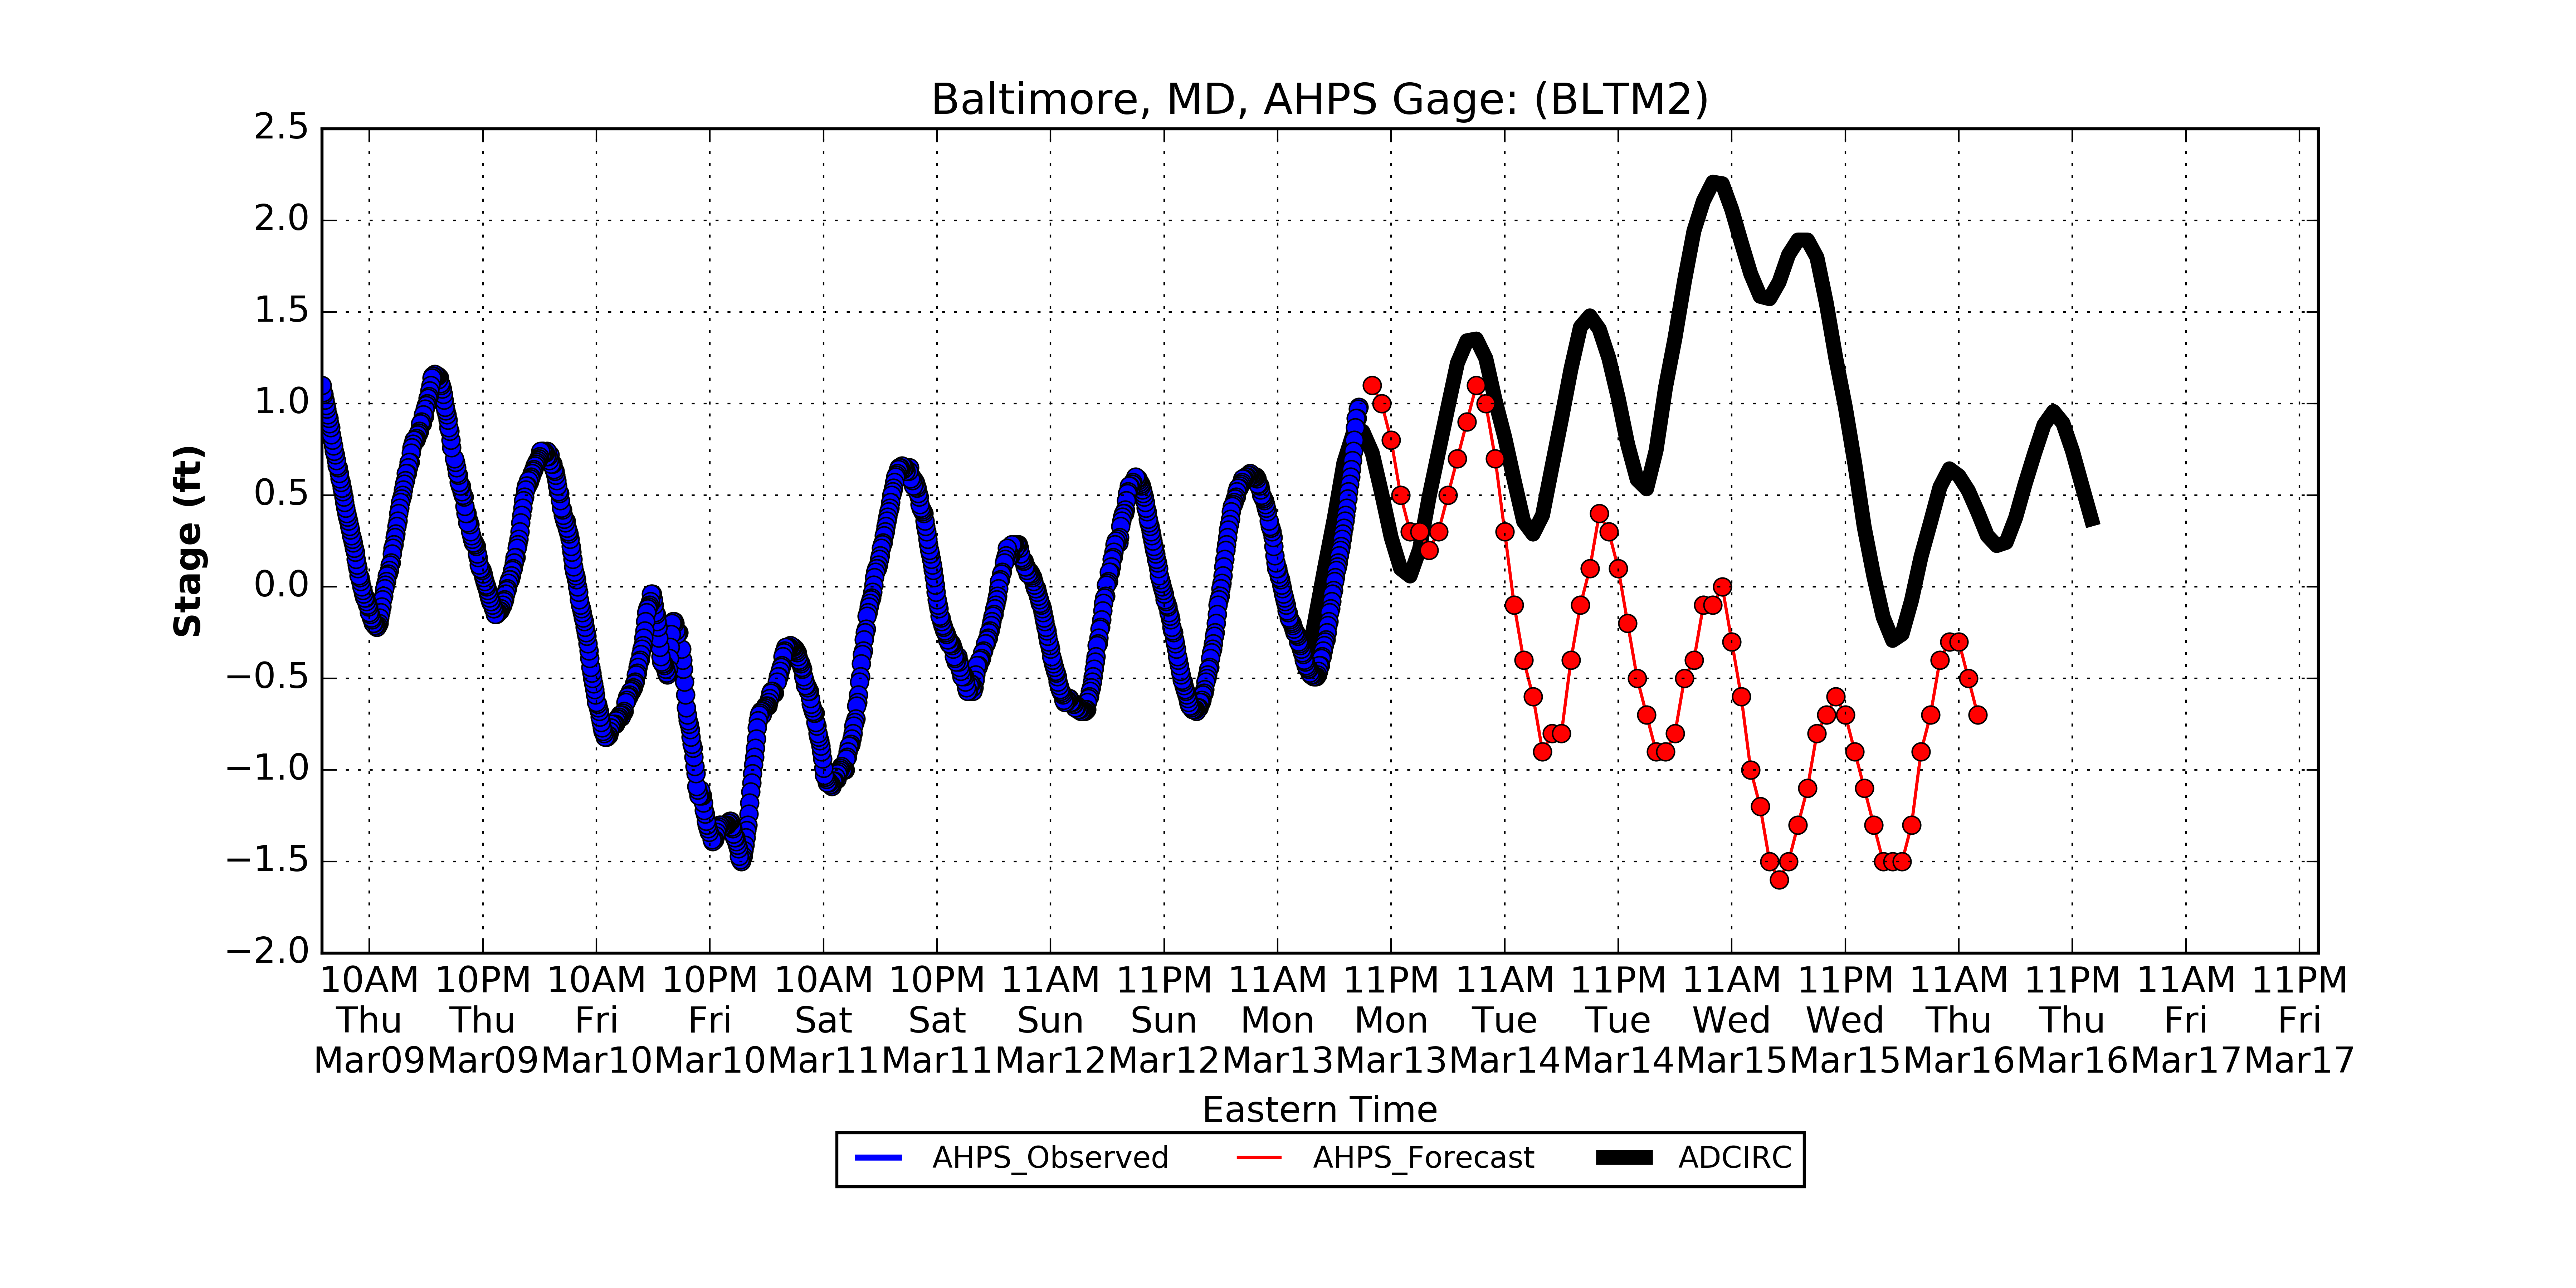 Baltimore, MD, AHPS Gage: (BLTM2)
2.5
2.0
1.5
1.0
0.5
0.0
−0.5
−1.0
−1.5
−2.0
Stage (ft)
10AM 10PM 10AM 10PM 10AM 10PM 11AM 11PM 11AM 11PM 11AM 11PM 11AM 11PM 11AM 11PM 11AM 11PM
Thu Thu Fri Fri Sat Sat Sun Sun Mon Mon Tue Tue Wed Wed Thu Thu Fri Fri
Mar09 Mar09 Mar10 Mar10 Mar11 Mar11 Mar12 Mar12 Mar13 Mar13 Mar14 Mar14 Mar15 Mar15 Mar16 Mar16 Mar17 Mar17
Eastern Time
AHPS_Observed AHPS_Forecast ADCIRC